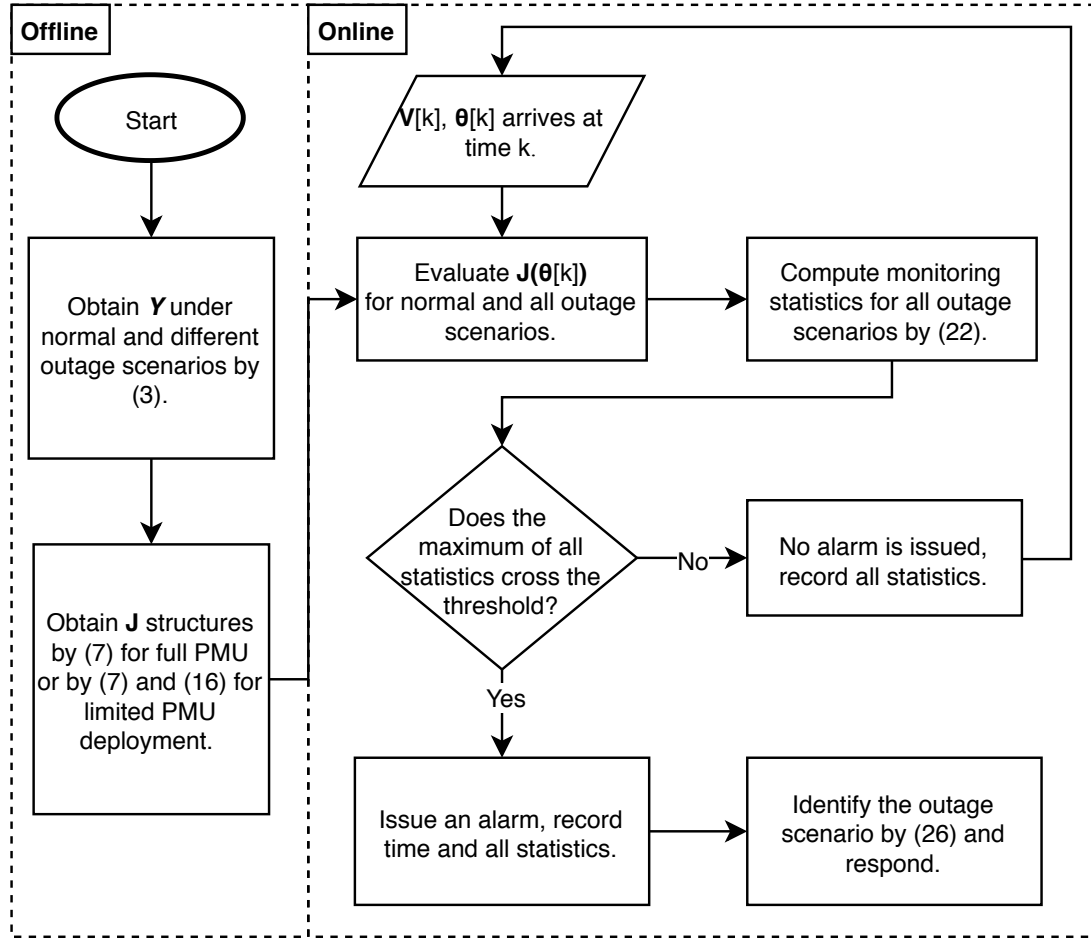 Offline
Start
Obtain Y under
normal and different
outage scenarios by
(3).
Obtain J structures
by (7) for full PMU
or by (7) and (16) for
limited PMU
deployment.
Online
V[k], θ[k] arrives at
time k.
Evaluate J(θ[k])
for normal and all outage
scenarios.
Compute monitoring
statistics for all outage
scenarios by (22).
Does the
maximum of all
statistics cross the
threshold?
No
No alarm is issued,
record all statistics.
Yes
Issue an alarm, record
time and all statistics.
Identify the outage
scenario by (26) and
respond.